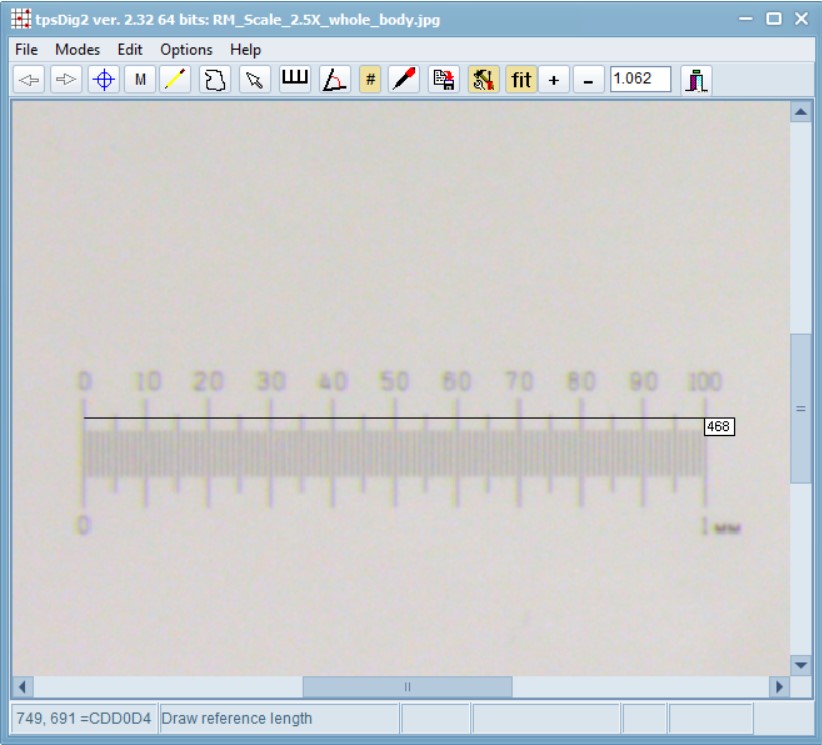 tpsDig2 ver. 2.32 64 bits: RM_Scale_2.5X_whole_body.jpg
File Modes Edit Options Help
M # fit + - 1.062
0 10 20 30 40 50 60 70 80 90 100
468
0 1 мм
749, 691 =CDD0D4 Draw reference length